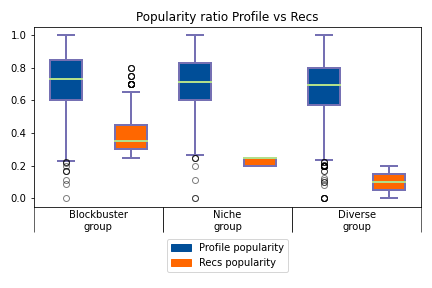 Popularity ratio Profile vs Recs
1.0
0.8
0.6
0.4
0.2
0.0
Blockbuster
group
Niche
group
Diverse
group
Profile popularity
Recs popularity